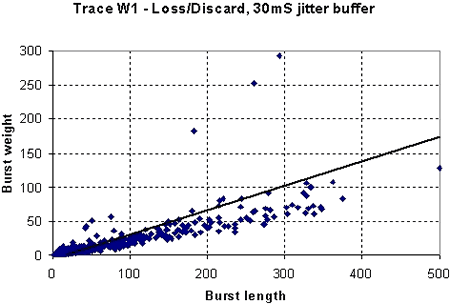 Trace W1 - Loss/Discard, 30mS jitter buffer
300
250
200
150
100
50
0
Burst weight
0 100 200 300 400 500
Burst length